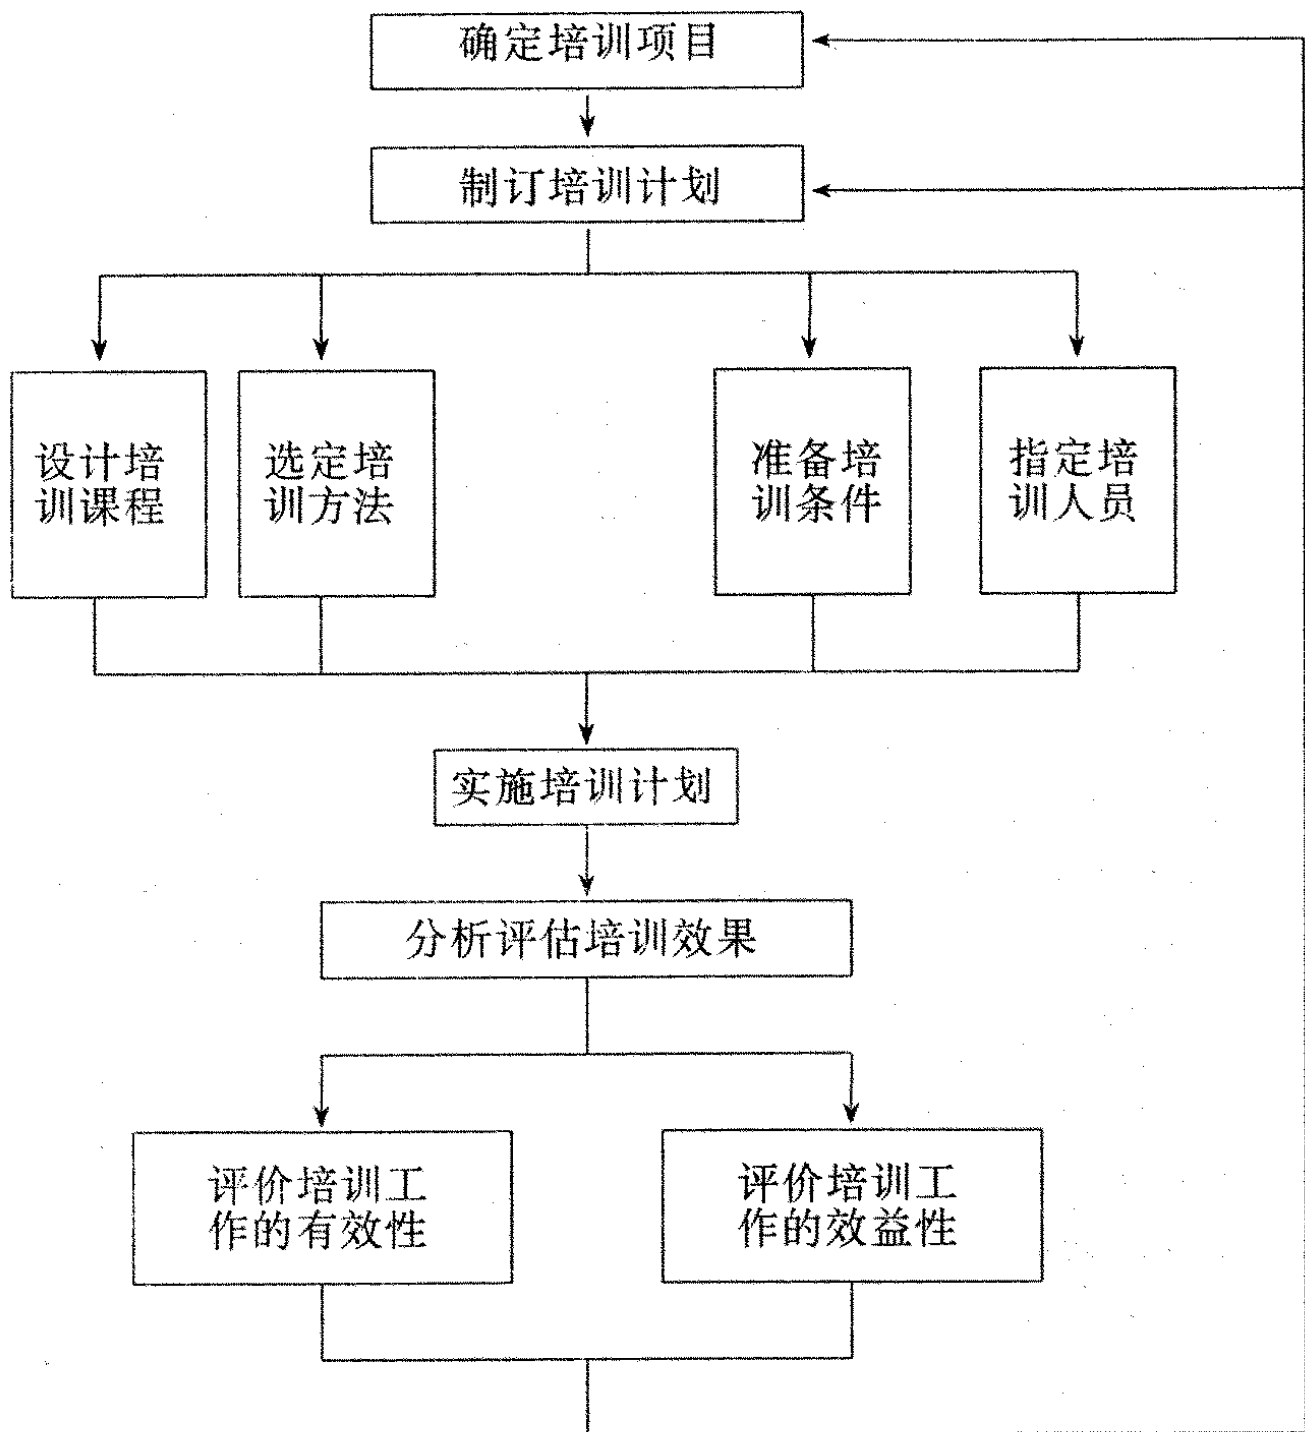 确定培训项目
制订培训计划
设计培
训课程
选定培
训方法
准备培
训条件
指定培
训人员
实施培训计划
分析评估培训效果
评价培训工
作的有效性
评价培训工
作的效益性